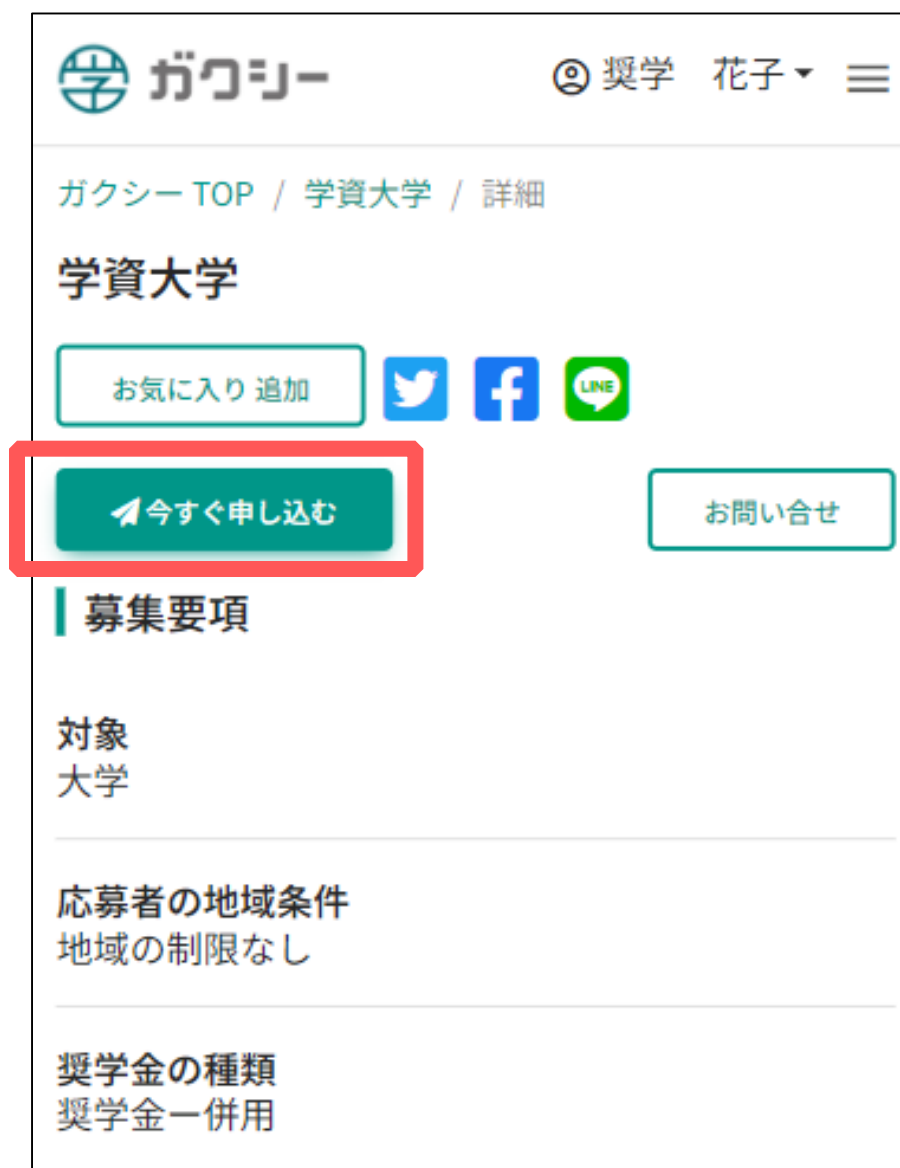 学 ガクシー 奨学 花子
ガクシー TOP / 学資大学 / 詳細
学資大学
お気に入り 追加 LINE
今すぐ申し込む お問い合せ
募集要項
対象
大学
応募者の地域条件
地域の制限なし
奨学金の種類
奨学金ー併用